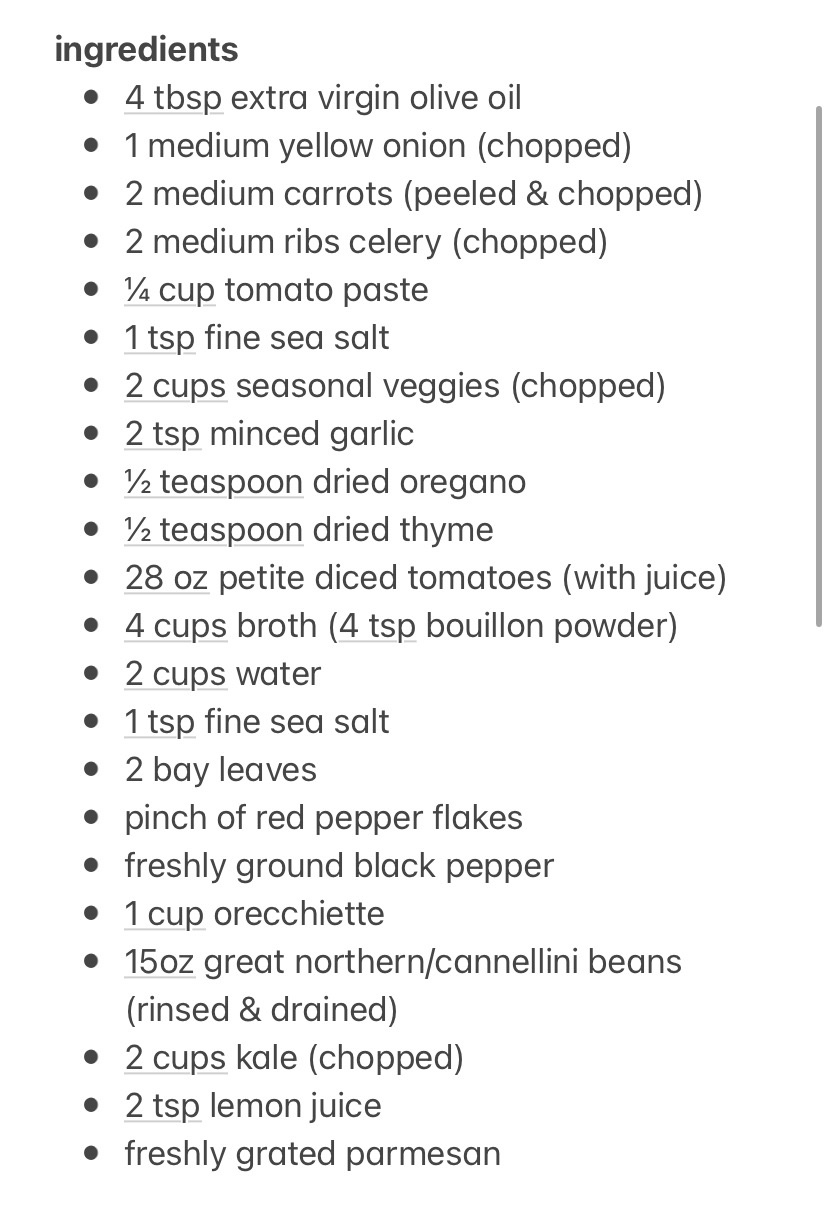 ingredients
• 4 tbsp extra virgin olive oil
• 1 medium yellow onion (chopped)
• 2 medium carrots (peeled & chopped)
• 2 medium ribs celery (chopped)
• ¼ cup tomato paste
• 1 tsp fine sea salt
• 2 cups seasonal veggies (chopped)
• 2 tsp minced garlic
• ½ teaspoon dried oregano
• ½ teaspoon dried thyme
• 28 oz petite diced tomatoes (with juice)
• 4 cups broth (4 tsp bouillon powder)
• 2 cups water
• 1 tsp fine sea salt
• 2 bay leaves
• pinch of red pepper flakes
• freshly ground black pepper
• 1 cup orecchiette
• 15oz great northern/cannellini beans
(rinsed & drained)
• 2 cups kale (chopped)
• 2 tsp lemon juice
• freshly grated parmesan